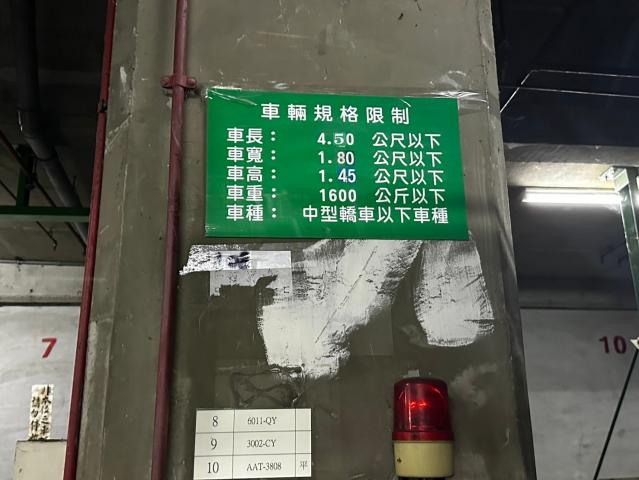 車輛規格限制
車長： 4.50 公尺以下
車寬： 1.80 公尺以下
車高： 1.45 公尺以下
車重： 1600 公斤以下
車種： 中型轎車以下車種
7
10
8 6011-QY
9 3002-CY
10 AAT-3808 平